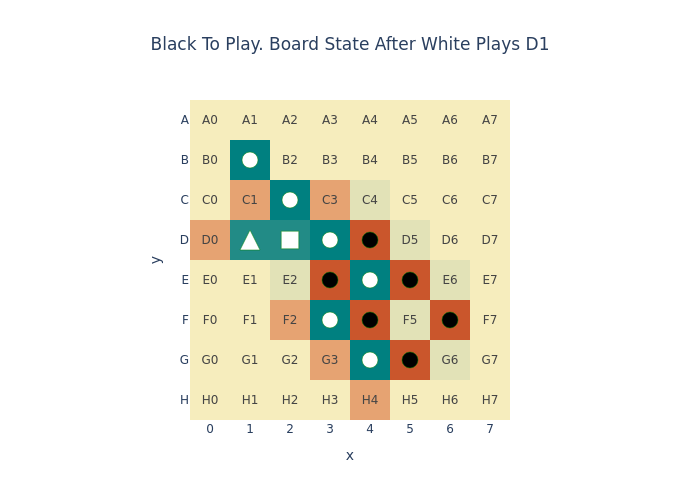 Black To Play. Board State After White Plays D1
A A0 A1 A2 A3 A4 A5 A6 A7
B B0 B2 B3 B4 B5 B6 B7
C C0 C1 C3 C4 C5 C6 C7
D D0 D5 D6 D7
E E0 E1 E2 E6 E7
F F0 F1 F2 F5 F7
G G0 G1 G2 G3 G6 G7
H H0 H1 H2 H3 H4 H5 H6 H7
0 1 2 3 4 5 6 7
x
y